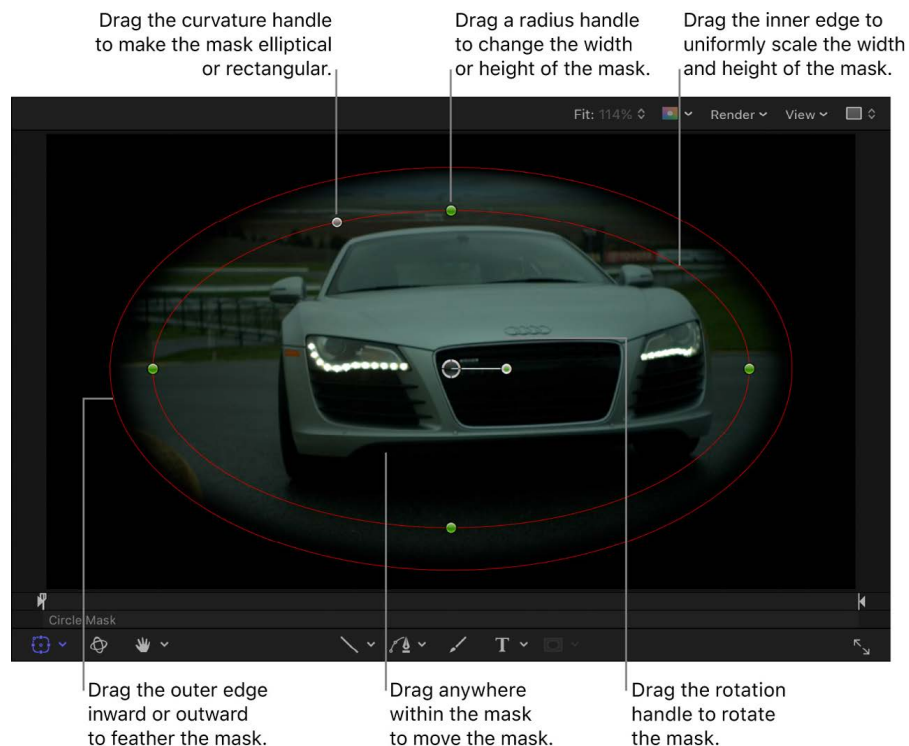 Drag the curvature handle
to make the mask elliptical
or rectangular.
Drag a radius handle
to change the width
or height of the mask.
Drag the inner edge to
uniformly scale the width
and height of the mask.
Fit: 114% Render View
Circle Mask
T
Drag the outer edge
inward or outward
to feather the mask.
Drag anywhere
within the mask
to move the mask.
Drag the rotation
handle to rotate
the mask.